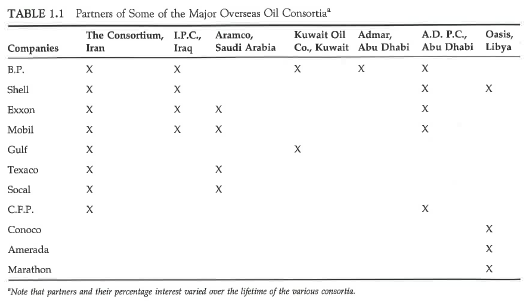 TABLE 1.1 Partners of Some of the Major Overseas Oil Consortiaª
Companies The Consortium, Iran I.P.C., Iraq Aramco, Saudi Arabia Kuwait Oil Co., Kuwait Admar, Abu Dhabi A.D. P.C., Abu Dhabi Oasis, Libya
B.P. X X X X X
Shell X X X X
Exxon X X X X
Mobil X X X X
Gulf X X
Texaco X X
Socal X X
C.F.P. X X
Conoco X
Amerada X
Marathon X
ªNote that partners and their percentage interest varied over the lifetime of the various consortia.